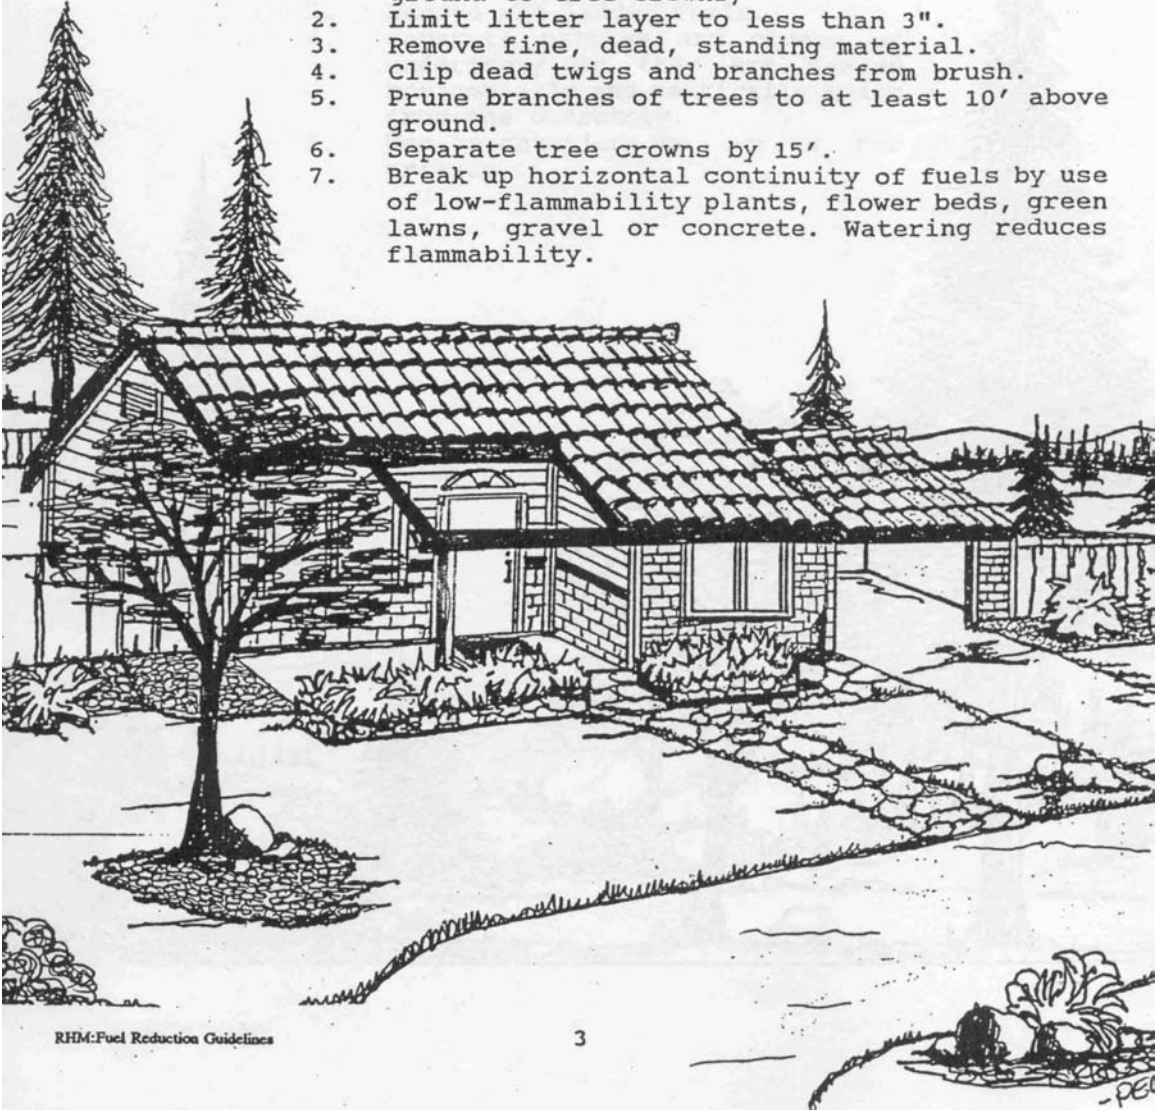 2. Limit litter layer to less than 3".
3. Remove fine, dead, standing material.
4. Clip dead twigs and branches from brush.
5. Prune branches of trees to at least 10' above
ground.
6. Separate tree crowns by 15'.
7. Break up horizontal continuity of fuels by use
of low-flammability plants, flower beds, green
lawns, gravel or concrete. Watering reduces
flammability.
RHM:Fuel Reduction Guidelines
3